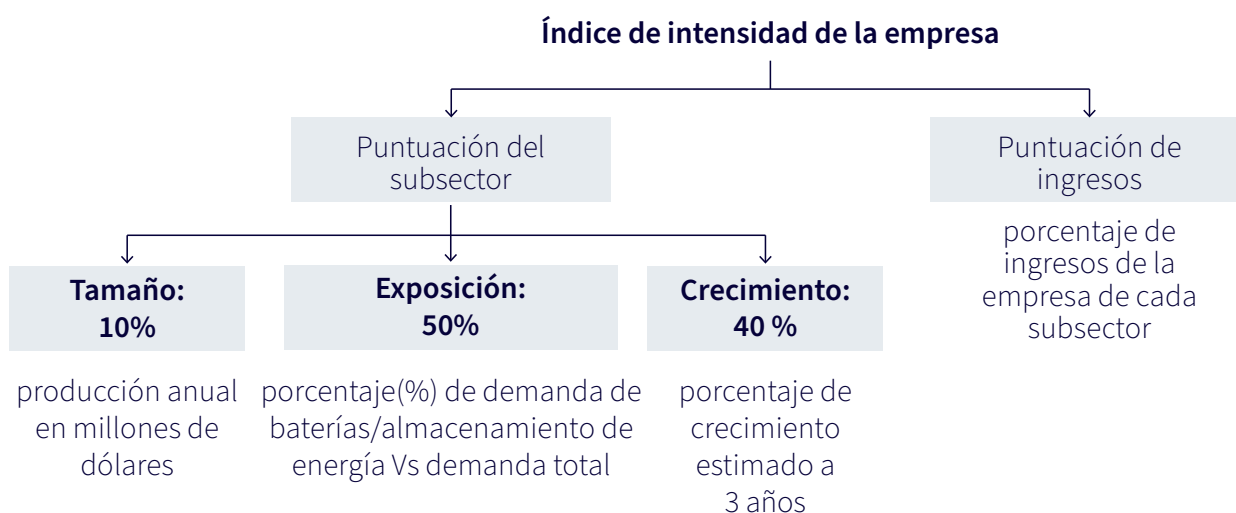 Índice de intensidad de la empresa
Puntuación del
subsector
Puntuación de
ingresos
porcentaje de
ingresos de la
empresa de cada
subsector
Tamaño:
10%
Exposición:
50%
Crecimiento:
40 %
producción anual
en millones de
dólares
porcentaje(%) de demanda de
baterías/almacenamiento de
energía Vs demanda total
porcentaje de
crecimiento
estimado a
3 años